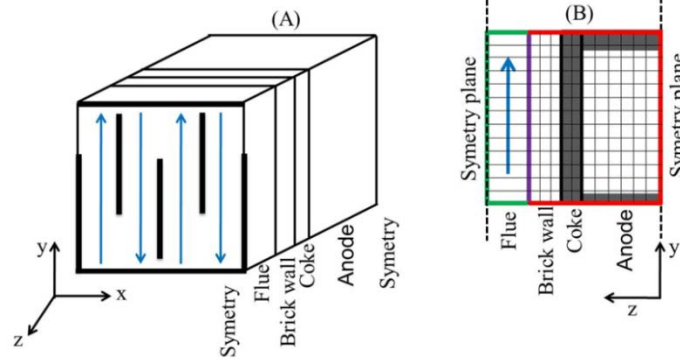 (A)
y
x
z
Symetry
Flue
Brick wall
Coke
Anode
Symetry
(B)
Symetry plane
Symetry plane
Flue
Brick wall
Coke
Anode
y
z